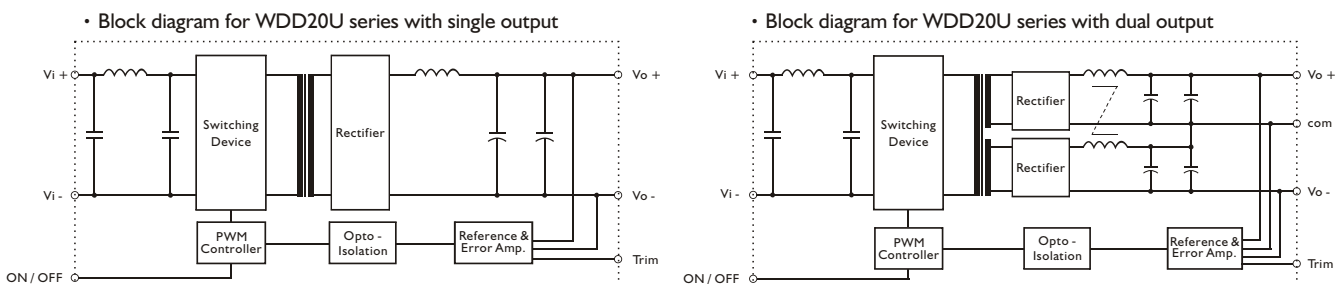 • Block diagram for WDD20U series with single output
Vi +
Switching
Device
Rectifier
Vo +
Vi -
Vo -
PWM
Controller
Opto -
Isolation
Reference &
Error Amp.
Trim
ON / OFF
• Block diagram for WDD20U series with dual output
Vi +
Switching
Device
Rectifier
Rectifier
Vo +
com
Vi -
Vo -
PWM
Controller
Opto -
Isolation
Reference &
Error Amp.
Trim
ON / OFF